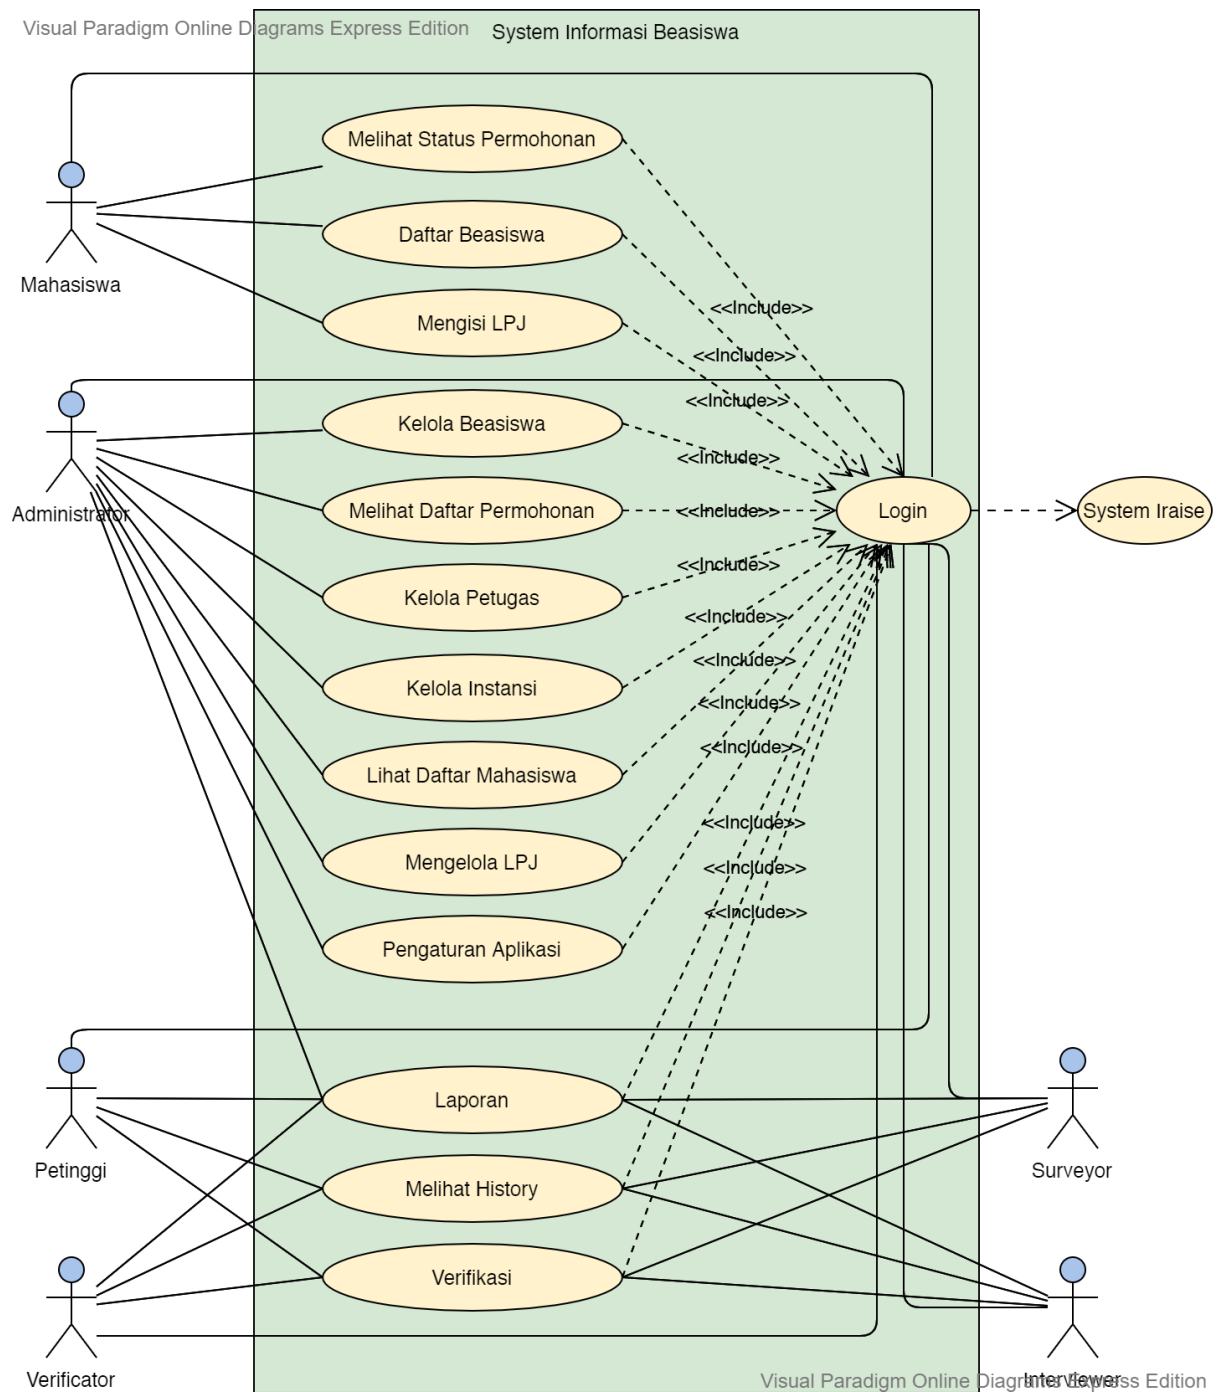 Visual Paradigm Online Diagrams Express Edition
System Informasi Beasiswa
Melihat Status Permohonan
Daftar Beasiswa
Mahasiswa
<<Include>>
Mengisi LPJ
<<Include>>
<<Include>>
Kelola Beasiswa
<<Include>>
Administrator
Melihat Daftar Permohonan
<<Include>>
Login
System Iraise
<<Include>>
Kelola Petugas
<<Include>>
<<Include>>
Kelola Instansi
<<Include>>
<<Include>>
Lihat Daftar Mahasiswa
<<Include>>
Mengelola LPJ
<<Include>>
<<Include>>
Pengaturan Aplikasi
Laporan
Petinggi
Surveyor
Melihat History
Verifikasi
Verificator
Interviewer
Visual Paradigm Online Diagrams Express Edition